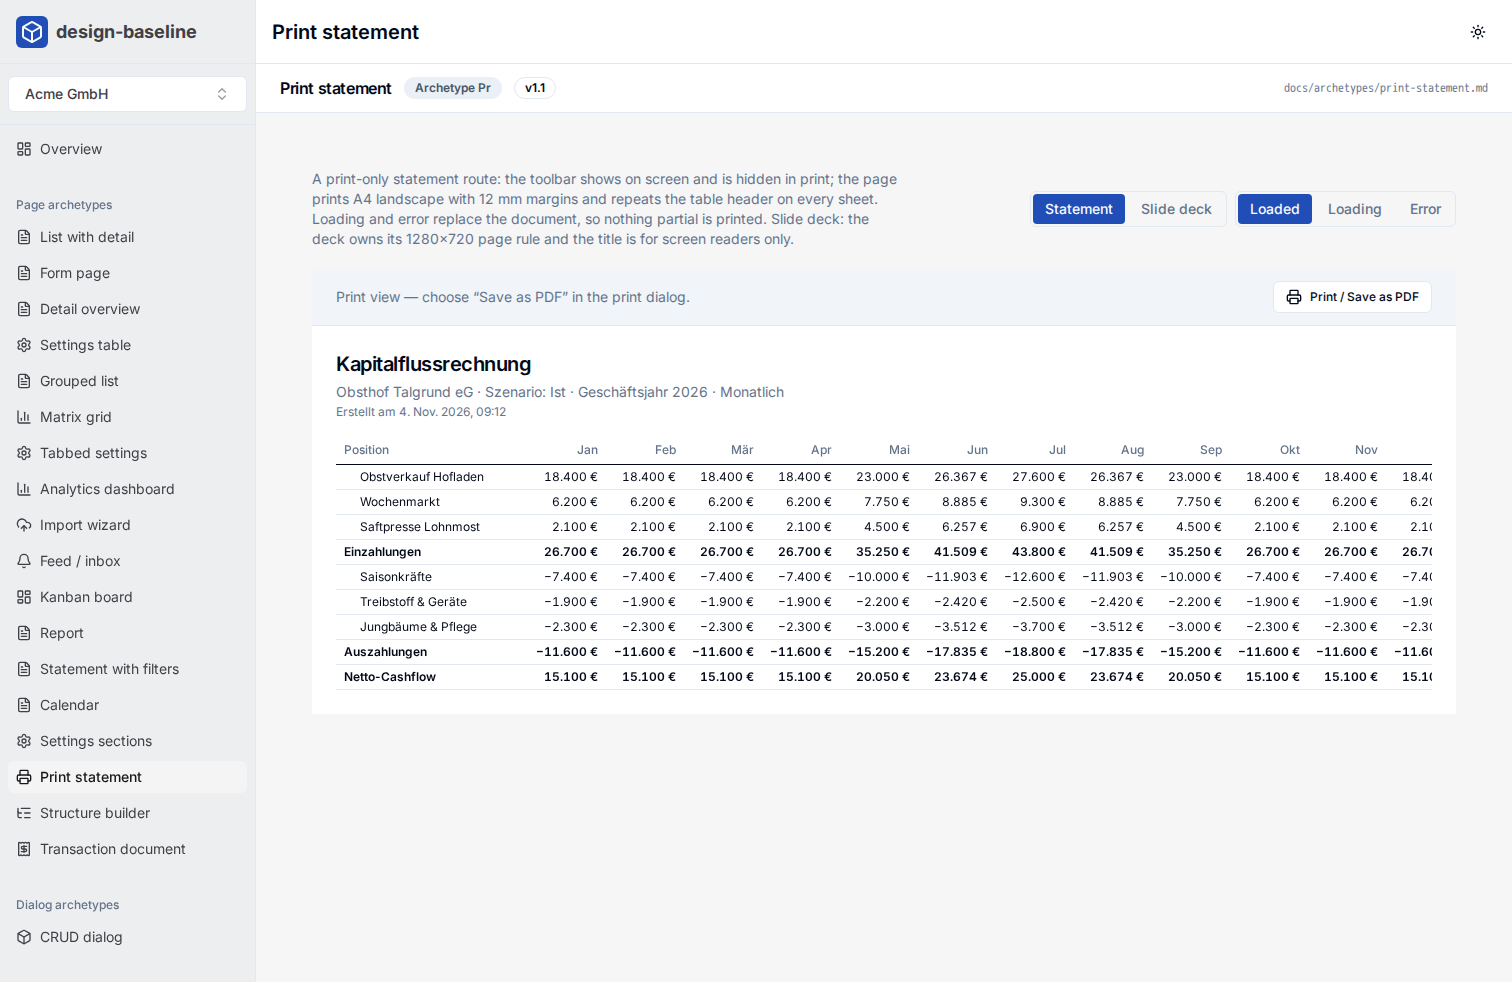 design-baseline
Print statement
Acme GmbH
Print statement
Archetype Pr
v1.1
docs/archetypes/print-statement.md
Overview
Page archetypes
List with detail
Form page
Detail overview
Settings table
Grouped list
Matrix grid
Tabbed settings
Analytics dashboard
Import wizard
Feed / inbox
Kanban board
Report
Statement with filters
Calendar
Settings sections
Print statement
Structure builder
Transaction document
Dialog archetypes
CRUD dialog
A print-only statement route: the toolbar shows on screen and is hidden in print; the page
prints A4 landscape with 12 mm margins and repeats the table header on every sheet.
Loading and error replace the document, so nothing partial is printed. Slide deck: the
deck owns its 1280×720 page rule and the title is for screen readers only.
Statement Slide deck
Loaded Loading Error
Print view — choose “Save as PDF” in the print dialog.
Print / Save as PDF
Kapitalflussrechnung
Obsthof Talgrund eG · Szenario: Ist · Geschäftsjahr 2026 · Monatlich
Erstellt am 4. Nov. 2026, 09:12
Position Jan Feb Mär Apr Mai Jun Jul Aug Sep Okt Nov
Obstverkauf Hofladen 18.400 € 18.400 € 18.400 € 18.400 € 23.000 € 26.367 € 27.600 € 26.367 € 23.000 € 18.400 € 18.400 €
Wochenmarkt 6.200 € 6.200 € 6.200 € 6.200 € 7.750 € 8.885 € 9.300 € 8.885 € 7.750 € 6.200 € 6.200 €
Saftpresse Lohnmost 2.100 € 2.100 € 2.100 € 2.100 € 4.500 € 6.257 € 6.900 € 6.257 € 4.500 € 2.100 € 2.100 €
Einzahlungen 26.700 € 26.700 € 26.700 € 26.700 € 35.250 € 41.509 € 43.800 € 41.509 € 35.250 € 26.700 € 26.700 €
Saisonkräfte −7.400 € −7.400 € −7.400 € −7.400 € −10.000 € −11.903 € −12.600 € −11.903 € −10.000 € −7.400 € −7.400 €
Treibstoff & Geräte −1.900 € −1.900 € −1.900 € −1.900 € −2.200 € −2.420 € −2.500 € −2.420 € −2.200 € −1.900 € −1.900 €
Jungbäume & Pflege −2.300 € −2.300 € −2.300 € −2.300 € −3.000 € −3.512 € −3.700 € −3.512 € −3.000 € −2.300 € −2.300 €
Auszahlungen −11.600 € −11.600 € −11.600 € −11.600 € −15.200 € −17.835 € −18.800 € −17.835 € −15.200 € −11.600 € −11.600 €
Netto-Cashflow 15.100 € 15.100 € 15.100 € 15.100 € 20.050 € 23.674 € 25.000 € 23.674 € 20.050 € 15.100 € 15.100 €